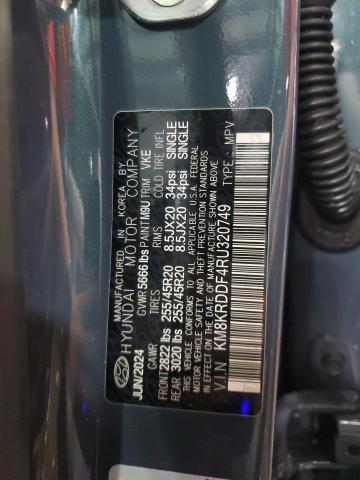 MANUFACTURED IN KOREA BY
HYUNDAI MOTOR COMPANY
JUN/2024 GVWR 5666 lbs PAINT M9U TRIM VKE
GAWR TIRES RIMS COLD TIRE INFL
FRONT 2822 lbs 255/45R20 8.5JX20 34psi SINGLE
REAR 3020 lbs 255/45R20 8.5JX20 34psi SINGLE
THIS VEHICLE CONFORMS TO ALL APPLICABLE U.S.A. FEDERAL
MOTOR VEHICLE SAFETY AND THEFT PREVENTION STANDARDS
IN EFFECT ON THE DATE OF MANUFACTURE SHOWN ABOVE.
V.I.N : KM8KRDDF4RU320749 TYPE : MPV